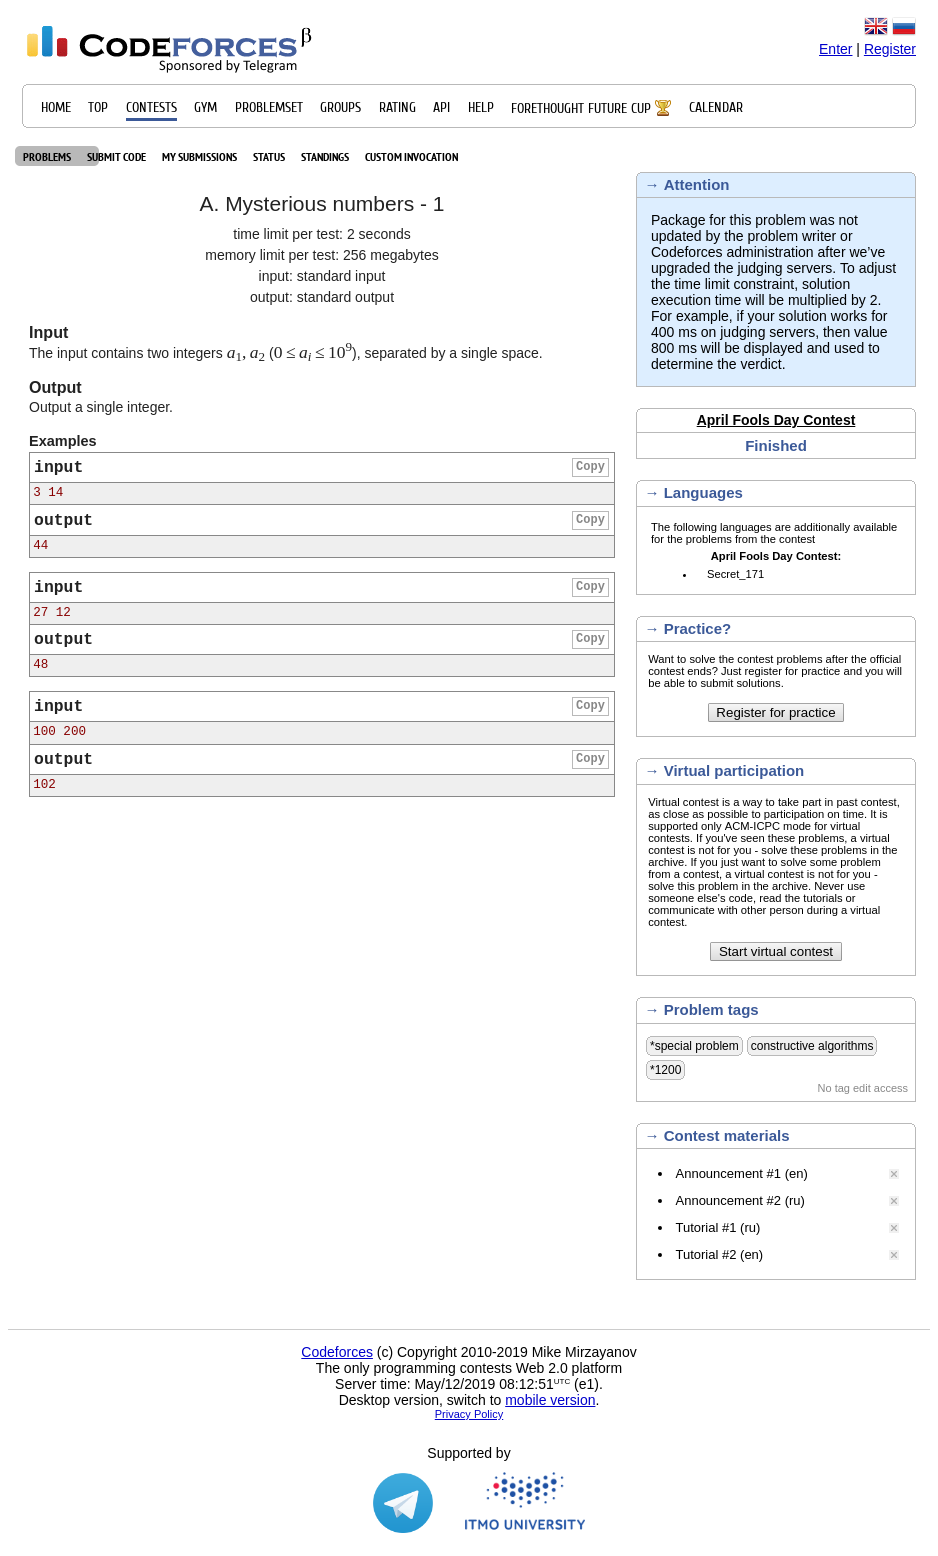 CODEFORCES β
Sponsored by Telegram
Enter | Register
HOME TOP CONTESTS GYM PROBLEMSET GROUPS RATING API HELP FORETHOUGHT FUTURE CUP CALENDAR
PROBLEMS SUBMIT CODE MY SUBMISSIONS STATUS STANDINGS CUSTOM INVOCATION
A. Mysterious numbers - 1
time limit per test: 2 seconds
memory limit per test: 256 megabytes
input: standard input
output: standard output
Input
The input contains two integers a1, a2 (0 ≤ ai ≤ 10^9), separated by a single space.
Output
Output a single integer.
Examples
input Copy
3 14
output Copy
44
input Copy
27 12
output Copy
48
input Copy
100 200
output Copy
102
→ Attention
Package for this problem was not
updated by the problem writer or
Codeforces administration after we’ve
upgraded the judging servers. To adjust
the time limit constraint, solution
execution time will be multiplied by 2.
For example, if your solution works for
400 ms on judging servers, then value
800 ms will be displayed and used to
determine the verdict.
April Fools Day Contest
Finished
→ Languages
The following languages are additionally available
for the problems from the contest
April Fools Day Contest:
• Secret_171
→ Practice?
Want to solve the contest problems after the official
contest ends? Just register for practice and you will
be able to submit solutions.
Register for practice
→ Virtual participation
Virtual contest is a way to take part in past contest,
as close as possible to participation on time. It is
supported only ACM-ICPC mode for virtual
contests. If you've seen these problems, a virtual
contest is not for you - solve these problems in the
archive. If you just want to solve some problem
from a contest, a virtual contest is not for you -
solve this problem in the archive. Never use
someone else's code, read the tutorials or
communicate with other person during a virtual
contest.
Start virtual contest
→ Problem tags
*special problem constructive algorithms
*1200
No tag edit access
→ Contest materials
• Announcement #1 (en)
• Announcement #2 (ru)
• Tutorial #1 (ru)
• Tutorial #2 (en)
Codeforces (c) Copyright 2010-2019 Mike Mirzayanov
The only programming contests Web 2.0 platform
Server time: May/12/2019 08:12:51UTC (e1).
Desktop version, switch to mobile version.
Privacy Policy
Supported by
ITMO UNIVERSITY